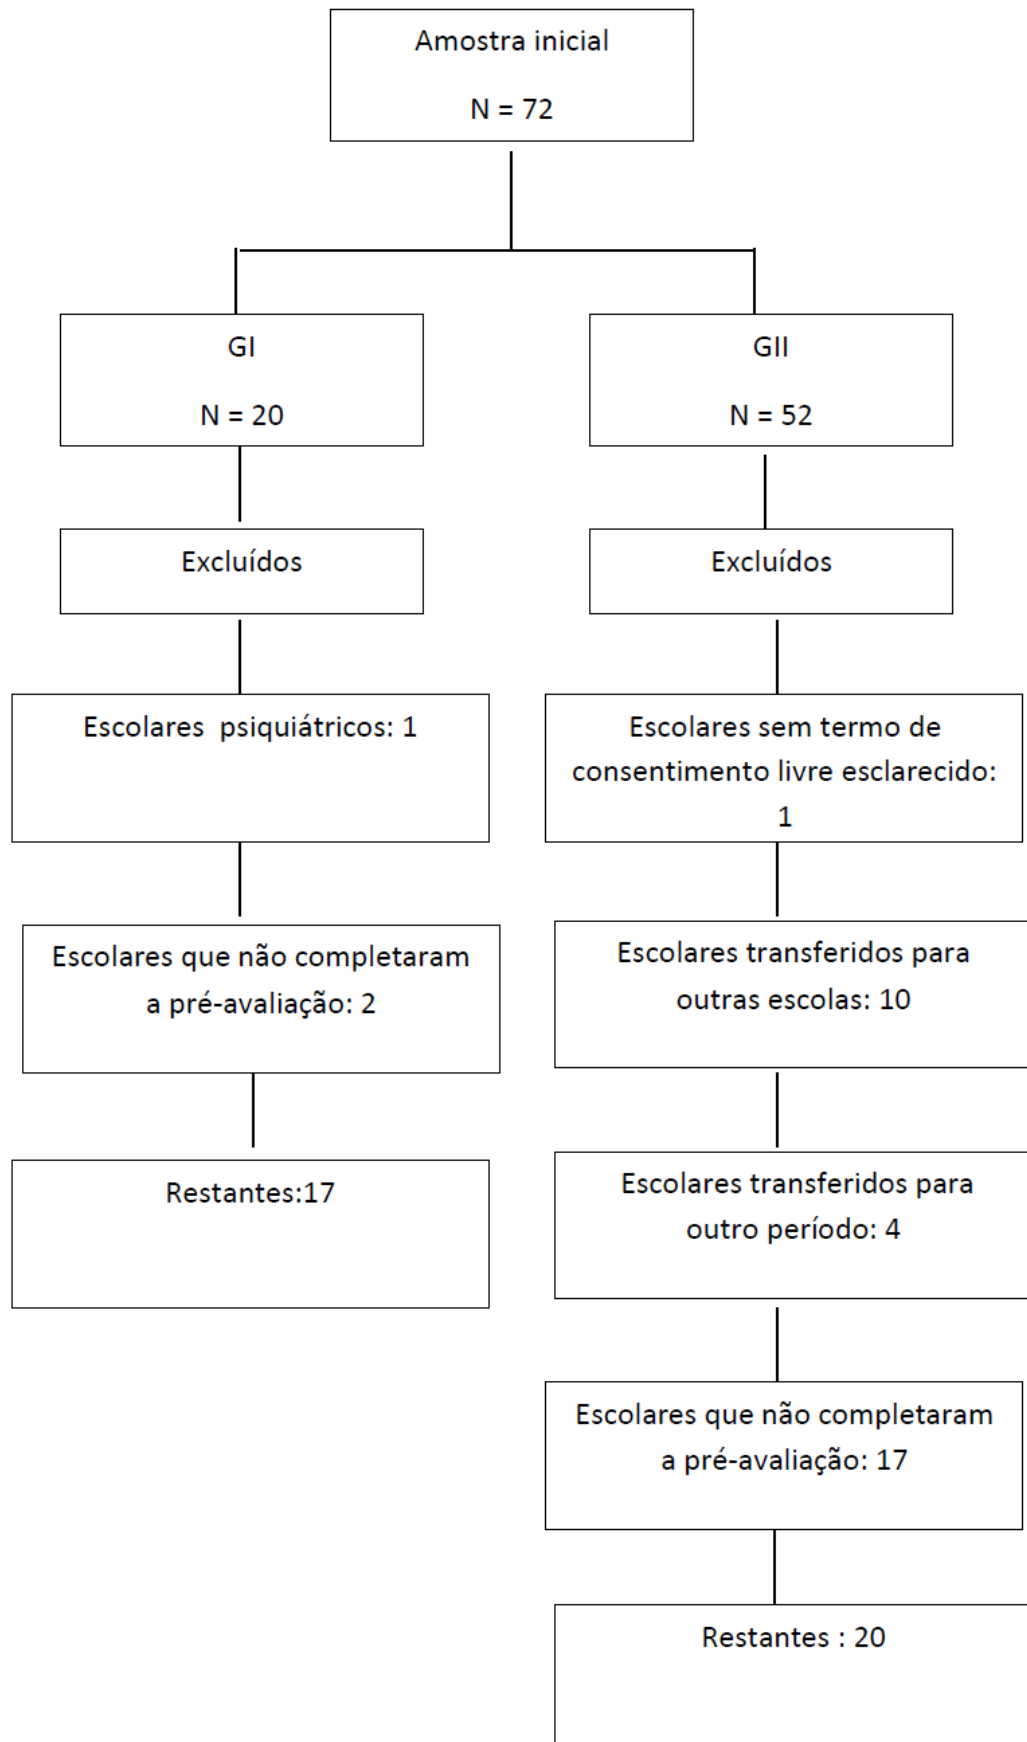 Amostra inicial
N = 72
GI
N = 20
GII
N = 52
Excluídos
Excluídos
Escolares  psiquiátricos: 1
Escolares sem termo de
consentimento livre esclarecido:
1
Escolares que não completaram
a pré-avaliação: 2
Escolares transferidos para
outras escolas: 10
Restantes:17
Escolares transferidos para
outro período: 4
Escolares que não completaram
a pré-avaliação: 17
Restantes : 20